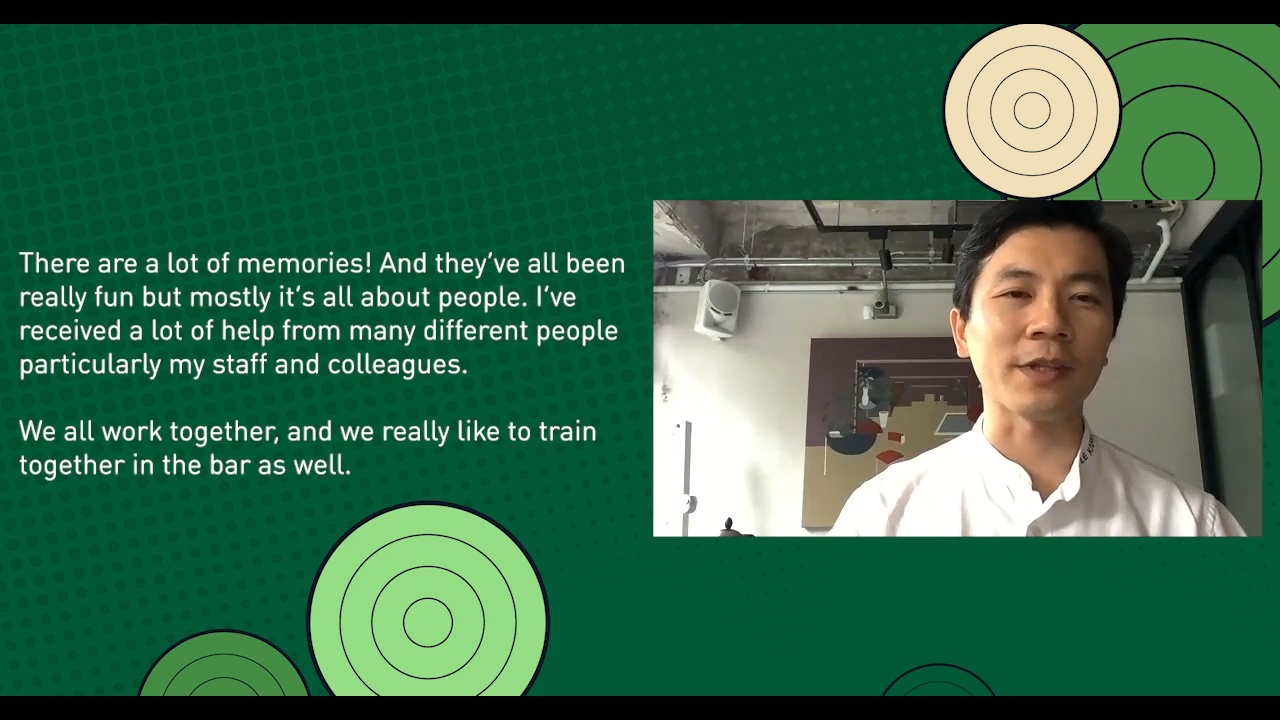 There are a lot of memories! And they've all been
really fun but mostly it's all about people. I've
received a lot of help from many different people
particularly my staff and colleagues.
We all work together, and we really like to train
together in the bar as well.